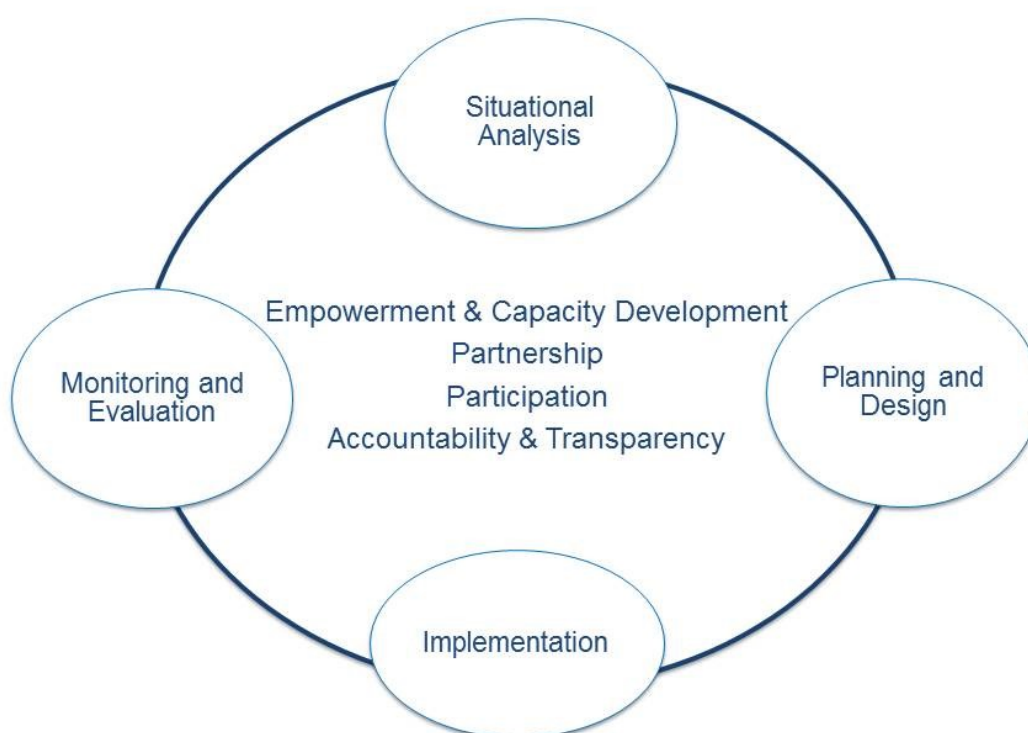 Situational
Analysis
Empowerment & Capacity Development
Partnership
Participation
Accountability & Transparency
Monitoring and
Evaluation
Planning and
Design
Implementation